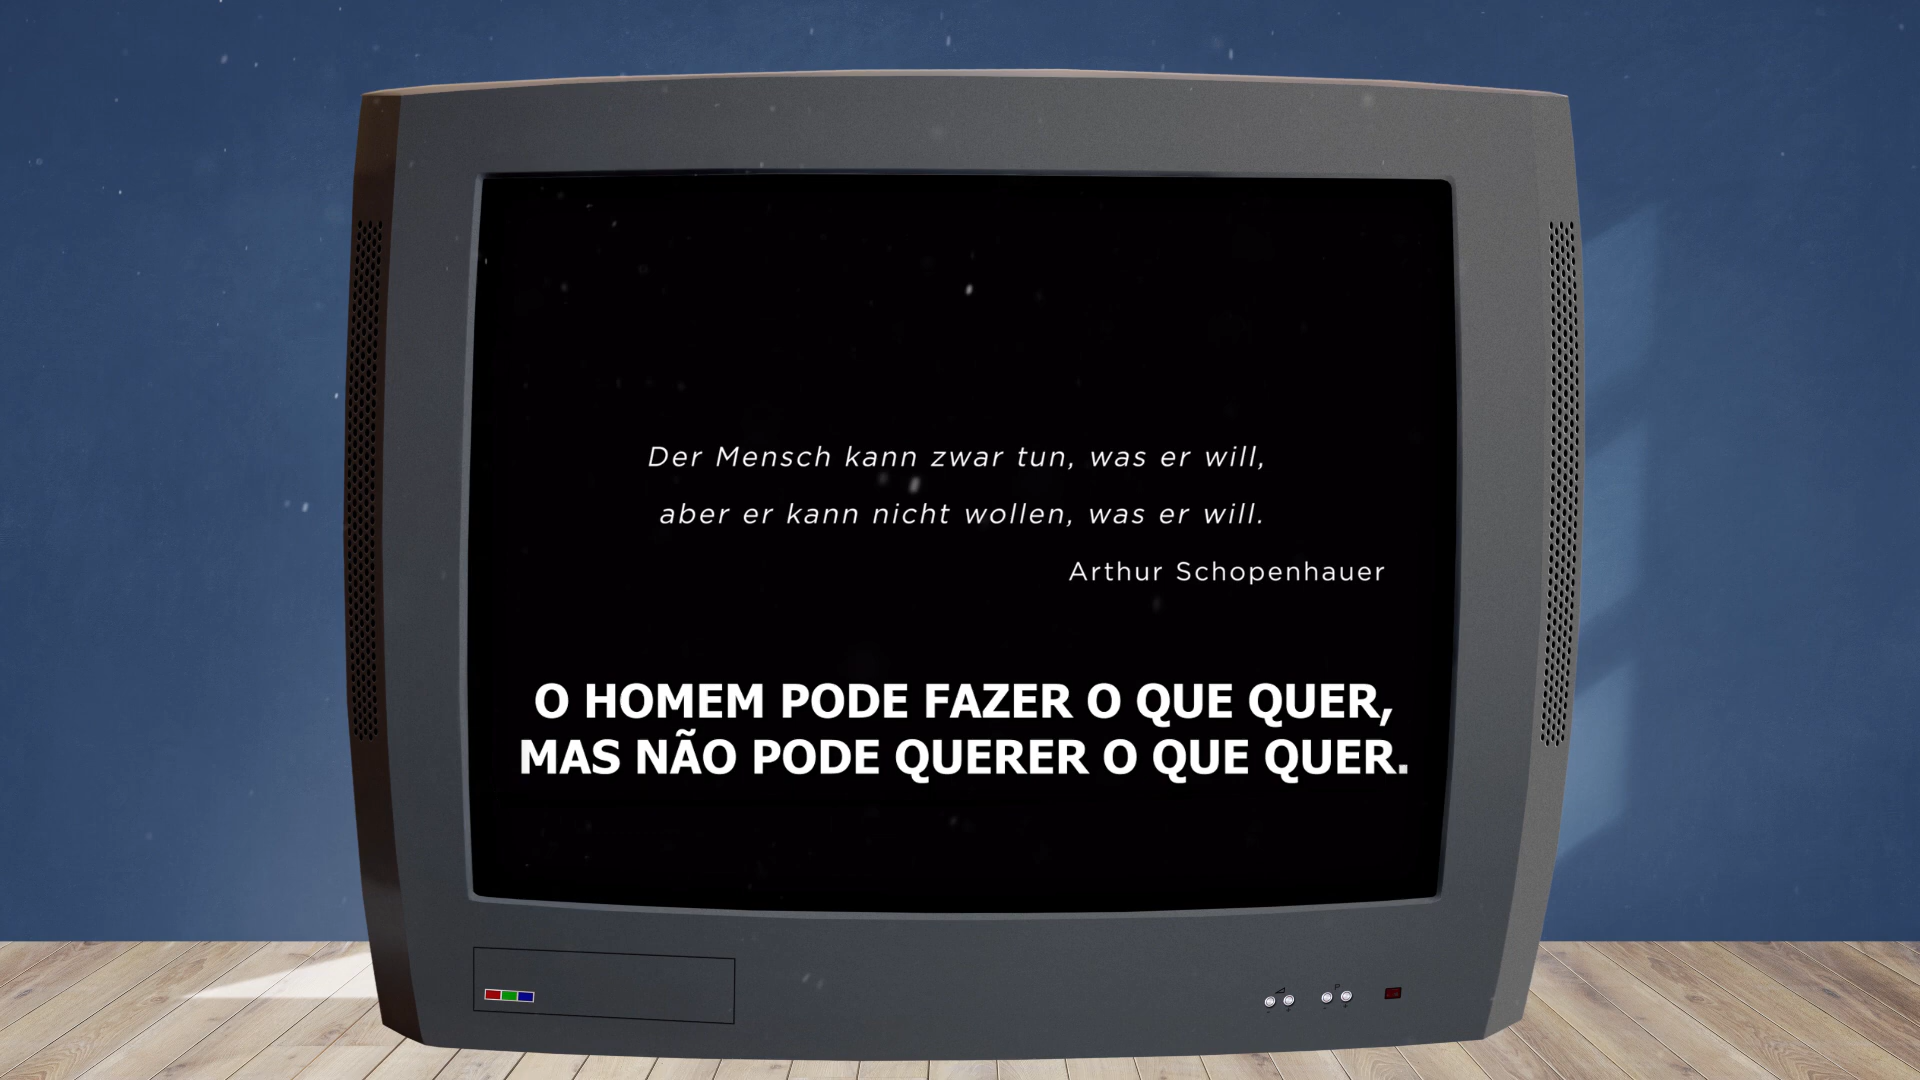 Der Mensch kann zwar tun, was er will,
aber er kann nicht wollen, was er will.
Arthur Schopenhauer
O HOMEM PODE FAZER O QUE QUER,
MAS NÃO PODE QUERER O QUE QUER.
P